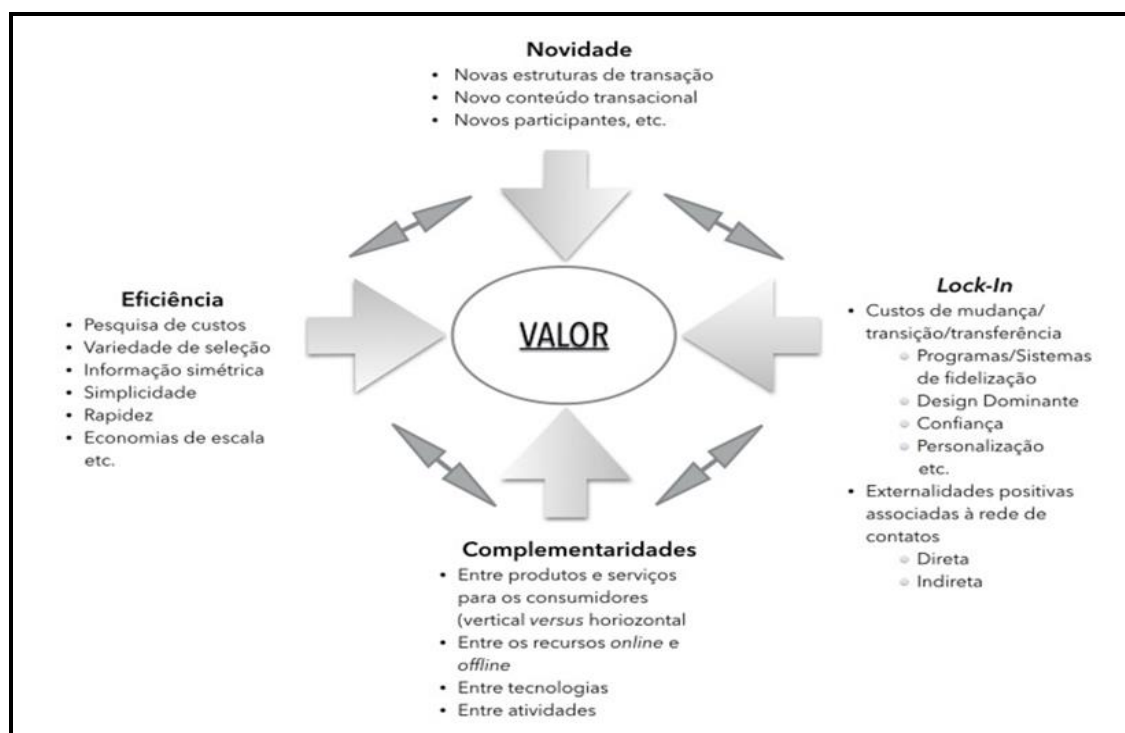 Novidade
• Novas estruturas de transação
• Novo conteúdo transacional
• Novos participantes, etc.
Eficiência
• Pesquisa de custos
• Variedade de seleção
• Informação simétrica
• Simplicidade
• Rapidez
• Economias de escala
etc.
VALOR
Lock-In
• Custos de mudança/
transição/transferência
○ Programas/Sistemas
de fidelização
○ Design Dominante
○ Confiança
○ Personalização
etc.
• Externalidades positivas
associadas à rede de
contatos
○ Direta
○ Indireta
Complementaridades
• Entre produtos e serviços
para os consumidores
(vertical versus horiozontal
• Entre os recursos online e
offline
• Entre tecnologias
• Entre atividades